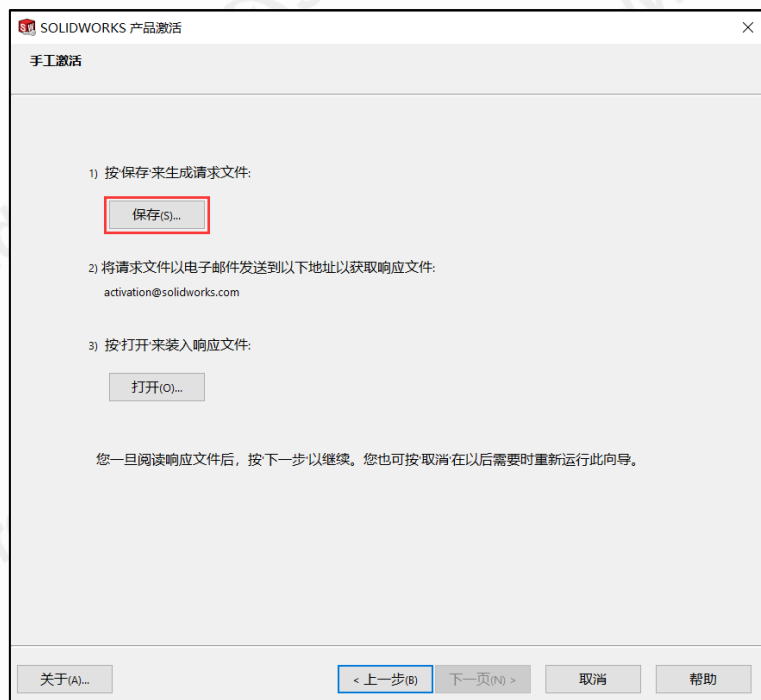 SOLIDWORKS 产品激活
手工激活
1) 按'保存'来生成请求文件:
保存(S)...
2) 将请求文件以电子邮件发送到以下地址以获取响应文件:
activation@solidworks.com
3) 按'打开'来装入响应文件:
打开(O)...
您一旦阅读响应文件后，按'下一步'以继续。您也可按'取消'在以后需要时重新运行此向导。
关于(A)... < 上一步(B) 下一页(N) > 取消 帮助